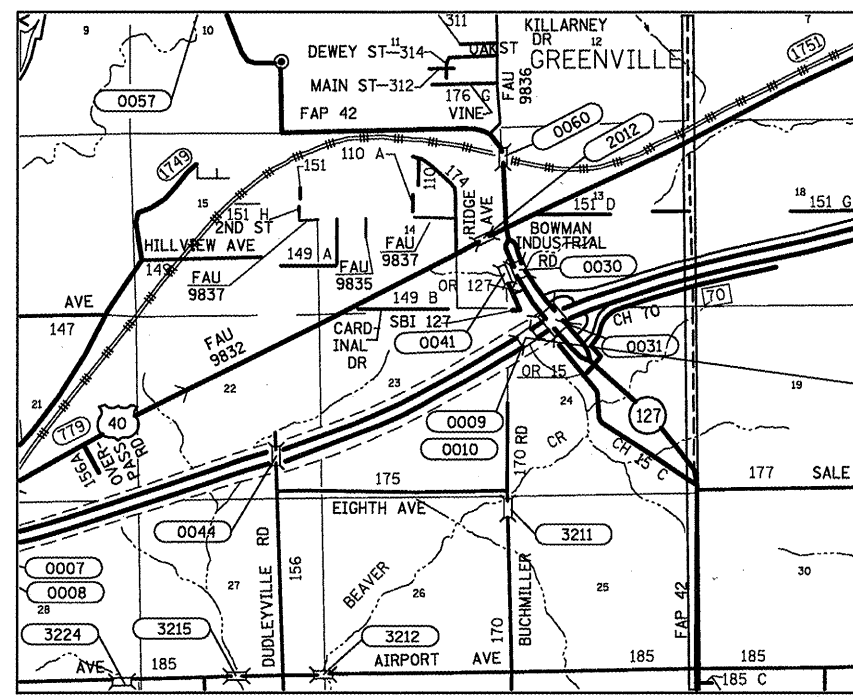 311
KILLARNEY
DR
7
9
10
11
DEWEY ST
314
OAK ST
12
GREENVILLE
1751
MAIN ST
312
176 G
VINE
FAU
9836
0057
FAP 42
0060
2012
110 A
151
174
110
1749
15
151 H
2ND ST
14
RIDGE
AVE
13
151 D
18
151 G
HILLVIEW AVE
149
149 A
FAU
9837
FAU
9835
FAU
9837
BOWMAN
INDUSTRIAL
RD
0030
OR 127
149 B
SBI 127
CARD-
INAL
DR
0041
CH 70
70
0031
AVE
147
FAU
9832
22
23
OR 15
24
19
21
779
40
OVER-
PASS
RD
156A
0009
0010
127
170 RD
CR
CH 15 C
175
177
SALE
EIGHTH AVE
0044
3211
0007
0008
28
27
DUDLEYVILLE RD
156
BEAVER
26
BUCHMILLER
170
25
FAP 42
30
3224
3215
3212
AVE
185
AIRPORT AVE
185
185
185 C